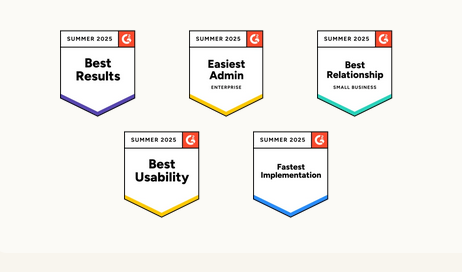 SUMMER 2025
Best
Results
SUMMER 2025
Easiest
Admin
ENTERPRISE
SUMMER 2025
Best
Relationship
SMALL BUSINESS
SUMMER 2025
Best
Usability
SUMMER 2025
Fastest
Implementation